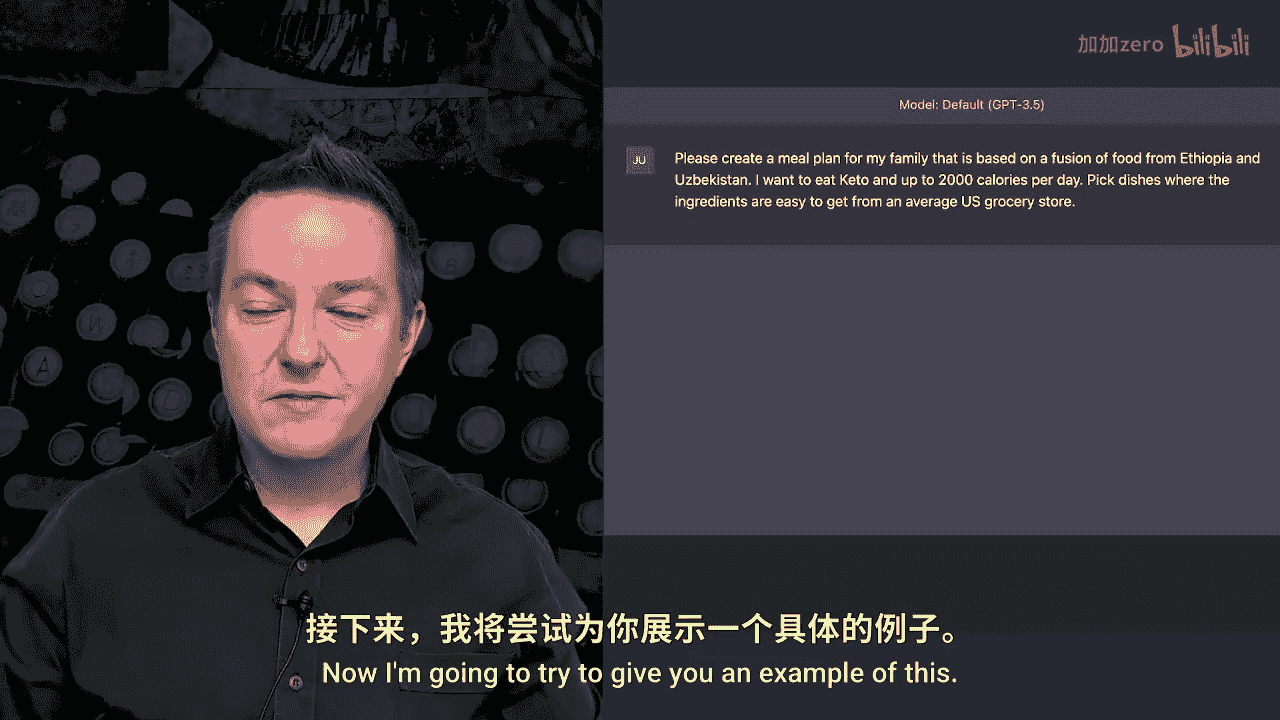 加加zero bilibili
Model: Default (GPT-3.5)
JU
Please create a meal plan for my family that is based on a fusion of food from Ethiopia and
Uzbekistan. I want to eat Keto and up to 2000 calories per day. Pick dishes where the
ingredients are easy to get from an average US grocery store.
B
W
A
S
D
接下来，我将尝试为你展示一个具体的例子。
Now I'm going to try to give you an example of this.